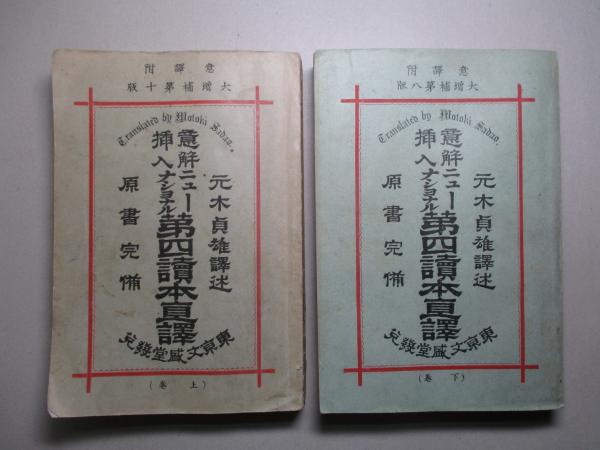 意譯附
大增補第十版
Translated by Motoki Sadao.
元木貞雄譯述
意解
挿入
ニューナショナル第四讀本直譯
原書完備
東京文盛堂發兌
(上卷)
意譯附
大增補第八版
Translated by Motoki Sadao.
元木貞雄譯述
意解
挿入
ニューナショナル第四讀本直譯
原書完備
東京文盛堂發兌
(下卷)